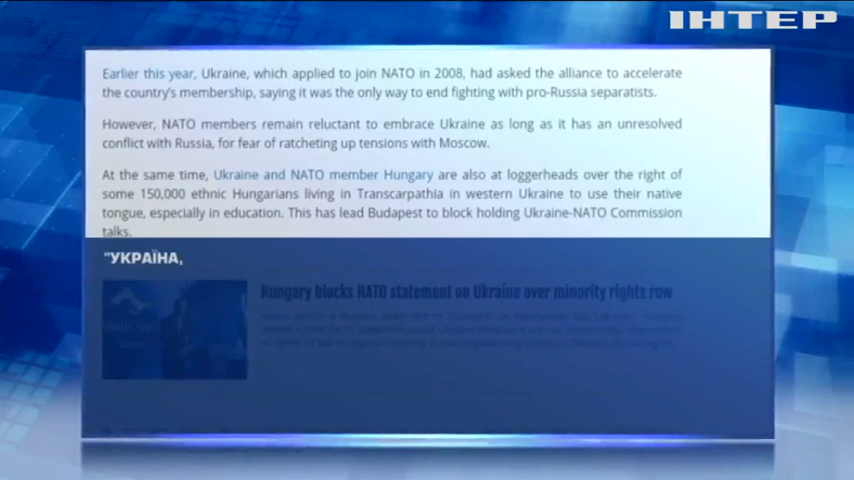 ІНТЕР
Earlier this year, Ukraine, which applied to join NATO in 2008, had asked the alliance to accelerate
the country's membership, saying it was the only way to end fighting with pro-Russia separatists.
However, NATO members remain reluctant to embrace Ukraine as long as it has an unresolved
conflict with Russia, for fear of ratcheting up tensions with Moscow.
At the same time, Ukraine and NATO member Hungary are also at loggerheads over the right of
some 150,000 ethnic Hungarians living in Transcarpathia in western Ukraine to use their native
tongue, especially in education. This has lead Budapest to block holding Ukraine-NATO Commission
talks.
"УКРАЇНА,
Hungary blocks NATO statement on Ukraine over minority rights row